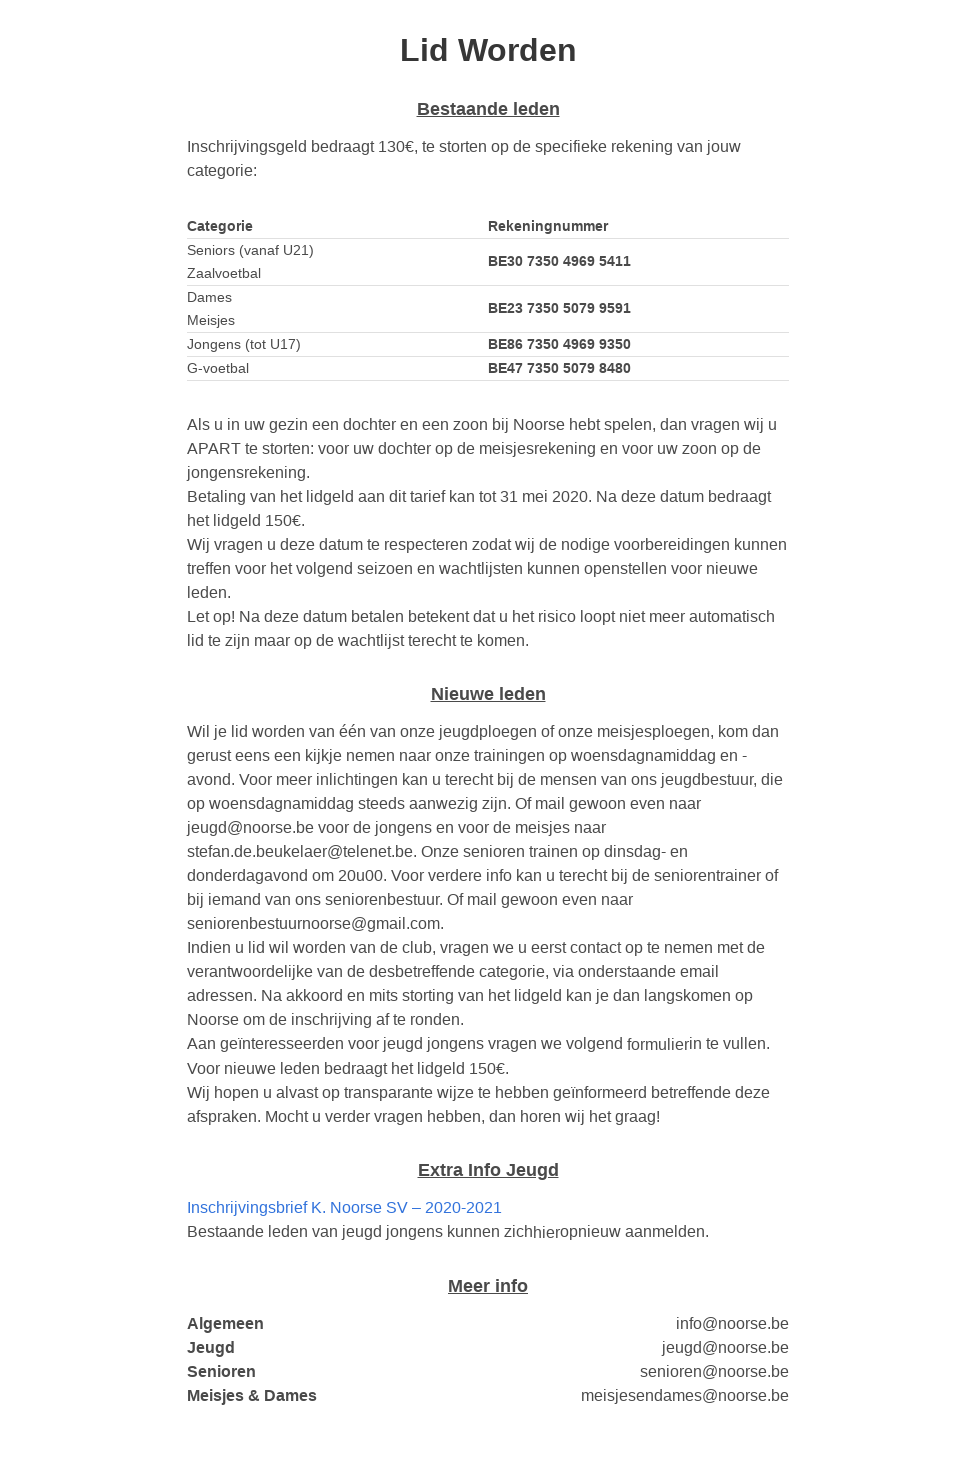 Lid Worden
Bestaande leden
Inschrijvingsgeld bedraagt 130€, te storten op de specifieke rekening van jouw
categorie:
Categorie Rekeningnummer
Seniors (vanaf U21)
Zaalvoetbal
BE30 7350 4969 5411
Dames
Meisjes
BE23 7350 5079 9591
Jongens (tot U17) BE86 7350 4969 9350
G-voetbal BE47 7350 5079 8480
Als u in uw gezin een dochter en een zoon bij Noorse hebt spelen, dan vragen wij u
APART te storten: voor uw dochter op de meisjesrekening en voor uw zoon op de
jongensrekening.
Betaling van het lidgeld aan dit tarief kan tot 31 mei 2020. Na deze datum bedraagt
het lidgeld 150€.
Wij vragen u deze datum te respecteren zodat wij de nodige voorbereidingen kunnen
treffen voor het volgend seizoen en wachtlijsten kunnen openstellen voor nieuwe
leden.
Let op! Na deze datum betalen betekent dat u het risico loopt niet meer automatisch
lid te zijn maar op de wachtlijst terecht te komen.
Nieuwe leden
Wil je lid worden van één van onze jeugdploegen of onze meisjesploegen, kom dan
gerust eens een kijkje nemen naar onze trainingen op woensdagnamiddag en -
avond. Voor meer inlichtingen kan u terecht bij de mensen van ons jeugdbestuur, die
op woensdagnamiddag steeds aanwezig zijn. Of mail gewoon even naar
jeugd@noorse.be voor de jongens en voor de meisjes naar
stefan.de.beukelaer@telenet.be. Onze senioren trainen op dinsdag- en
donderdagavond om 20u00. Voor verdere info kan u terecht bij de seniorentrainer of
bij iemand van ons seniorenbestuur. Of mail gewoon even naar
seniorenbestuurnoorse@gmail.com.
Indien u lid wil worden van de club, vragen we u eerst contact op te nemen met de
verantwoordelijke van de desbetreffende categorie, via onderstaande email
adressen. Na akkoord en mits storting van het lidgeld kan je dan langskomen op
Noorse om de inschrijving af te ronden.
Aan geïnteresseerden voor jeugd jongens vragen we volgend formulierin te vullen.
Voor nieuwe leden bedraagt het lidgeld 150€.
Wij hopen u alvast op transparante wijze te hebben geïnformeerd betreffende deze
afspraken. Mocht u verder vragen hebben, dan horen wij het graag!
Extra Info Jeugd
Inschrijvingsbrief K. Noorse SV – 2020-2021
Bestaande leden van jeugd jongens kunnen zichhieropnieuw aanmelden.
Meer info
Algemeen info@noorse.be
Jeugd jeugd@noorse.be
Senioren senioren@noorse.be
Meisjes & Dames meisjesendames@noorse.be